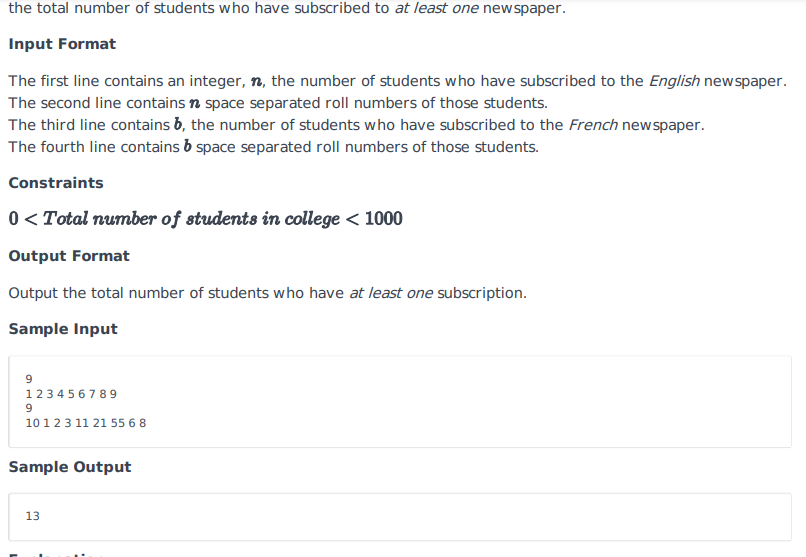 the total number of students who have subscribed to at least one newspaper.
Input Format
The first line contains an integer, n, the number of students who have subscribed to the English newspaper.
The second line contains n space separated roll numbers of those students.
The third line contains b, the number of students who have subscribed to the French newspaper.
The fourth line contains b space separated roll numbers of those students.
Constraints
0 < Total number of students in college < 1000
Output Format
Output the total number of students who have at least one subscription.
Sample Input
9
1 2 3 4 5 6 7 8 9
9
10 1 2 3 11 21 55 6 8
Sample Output
13